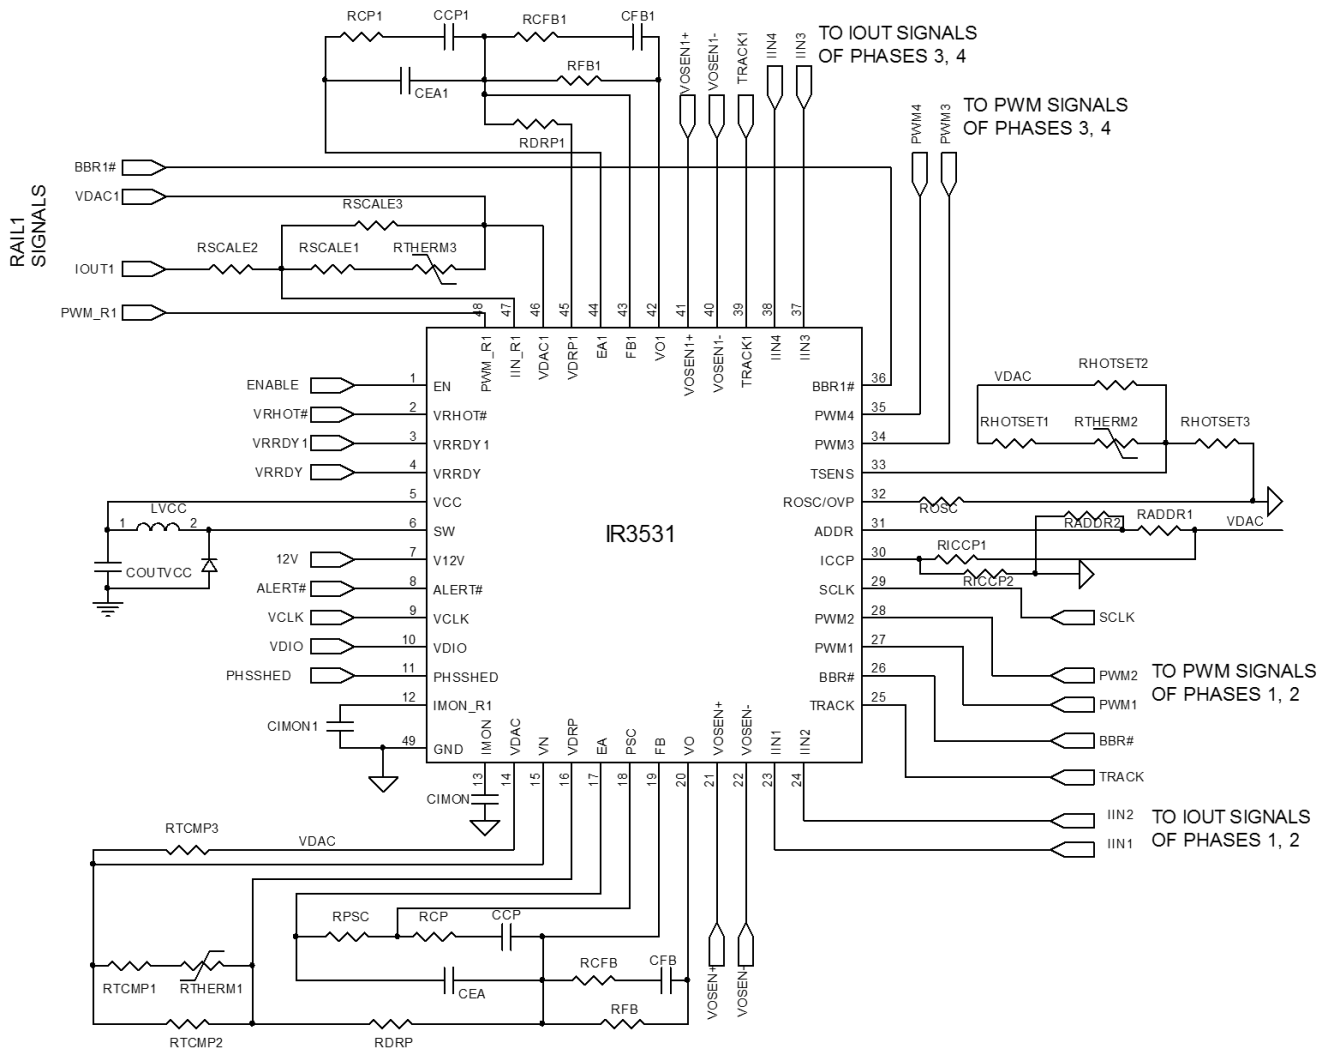 RCP1
CCP1
RCFB1
CFB1
CEA1
RFB1
RDRP1
VOSEN1+
VOSEN1-
TRACK1
IIN4
IIN3
TO IOUT SIGNALS
OF PHASES 3, 4
PWM4
PWM3
TO PWM SIGNALS
OF PHASES 3, 4
RAIL1
SIGNALS
BBR1#
VDAC1
IOUT1
PWM_R1
RSCALE3
RSCALE2
RSCALE1
RTHERM3
48
47
46
45
44
43
42
41
40
39
38
37
PWM_R1
IIN_R1
VDAC1
VDRP1
EA1
FB1
VO1
VOSEN1+
VOSEN1-
TRACK1
IIN4
IIN3
ENABLE
1
EN
VRHOT#
2
VRHOT#
VRRDY1
3
VRRDY1
VRRDY
4
VRRDY
5
VCC
LVCC
1
2
6
SW
COUTVCC
12V
7
V12V
ALERT#
8
ALERT#
VCLK
9
VCLK
VDIO
10
VDIO
PHSSHED
11
PHSSHED
12
IMON_R1
CIMON1
49
GND
IR3531
BBR1#
36
PWM4
35
PWM3
34
TSENS
33
ROSC/OVP
32
ROSC
ADDR
31
ICCP
30
SCLK
29
PWM2
28
PWM1
27
BBR#
26
TRACK
25
VDAC
RHOTSET2
RHOTSET1
RTHERM2
RHOTSET3
RADDR2
RADDR1
VDAC
RICCP1
RICCP2
SCLK
PWM2
PWM1
TO PWM SIGNALS
OF PHASES 1, 2
BBR#
TRACK
IIN2
IIN1
TO IOUT SIGNALS
OF PHASES 1, 2
IMON
VDAC
VN
VDRP
EA
PSC
FB
VO
VOSEN+
VOSEN-
IIN1
IIN2
13
14
15
16
17
18
19
20
21
22
23
24
CIMON
RTCMP3
VDAC
RPSC
RCP
CCP
RTCMP1
RTHERM1
CEA
RCFB
CFB
RTCMP2
RDRP
RFB
VOSEN+
VOSEN-